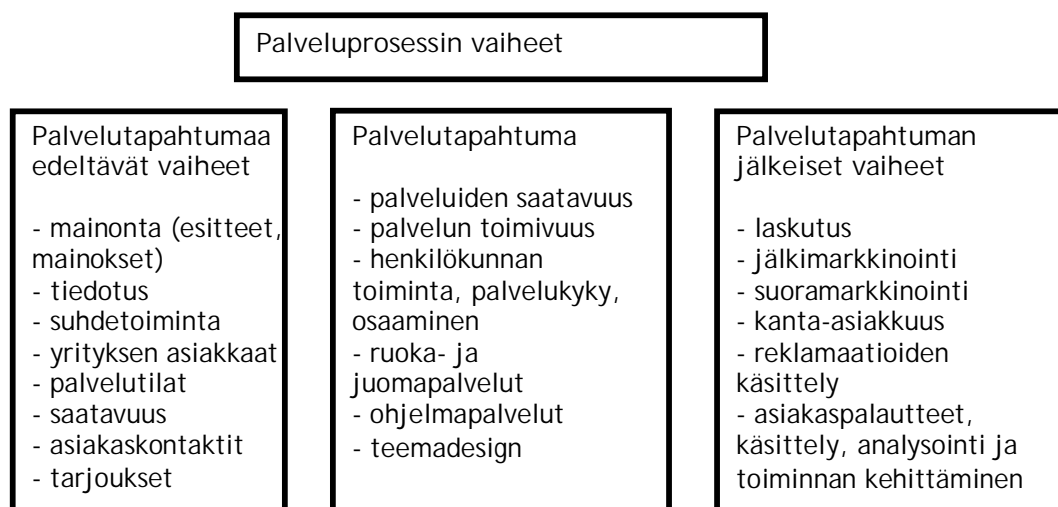 Palveluprosessin vaiheet
Palvelutapahtumaa
edeltävät vaiheet
- mainonta (esitteet,
mainokset)
- tiedotus
- suhdetoiminta
- yrityksen asiakkaat
- palvelutilat
- saatavuus
- asiakaskontaktit
- tarjoukset
Palvelutapahtuma
- palveluiden saatavuus
- palvelun toimivuus
- henkilökunnan
toiminta, palvelukyky,
osaaminen
- ruoka- ja
juomapalvelut
- ohjelmapalvelut
- teemadesign
Palvelutapahtuman
jälkeiset vaiheet
- laskutus
- jälkimarkkinointi
- suoramarkkinointi
- kanta-asiakkuus
- reklamaatioiden
käsittely
- asiakaspalautteet,
käsittely, analysointi ja
toiminnan kehittäminen